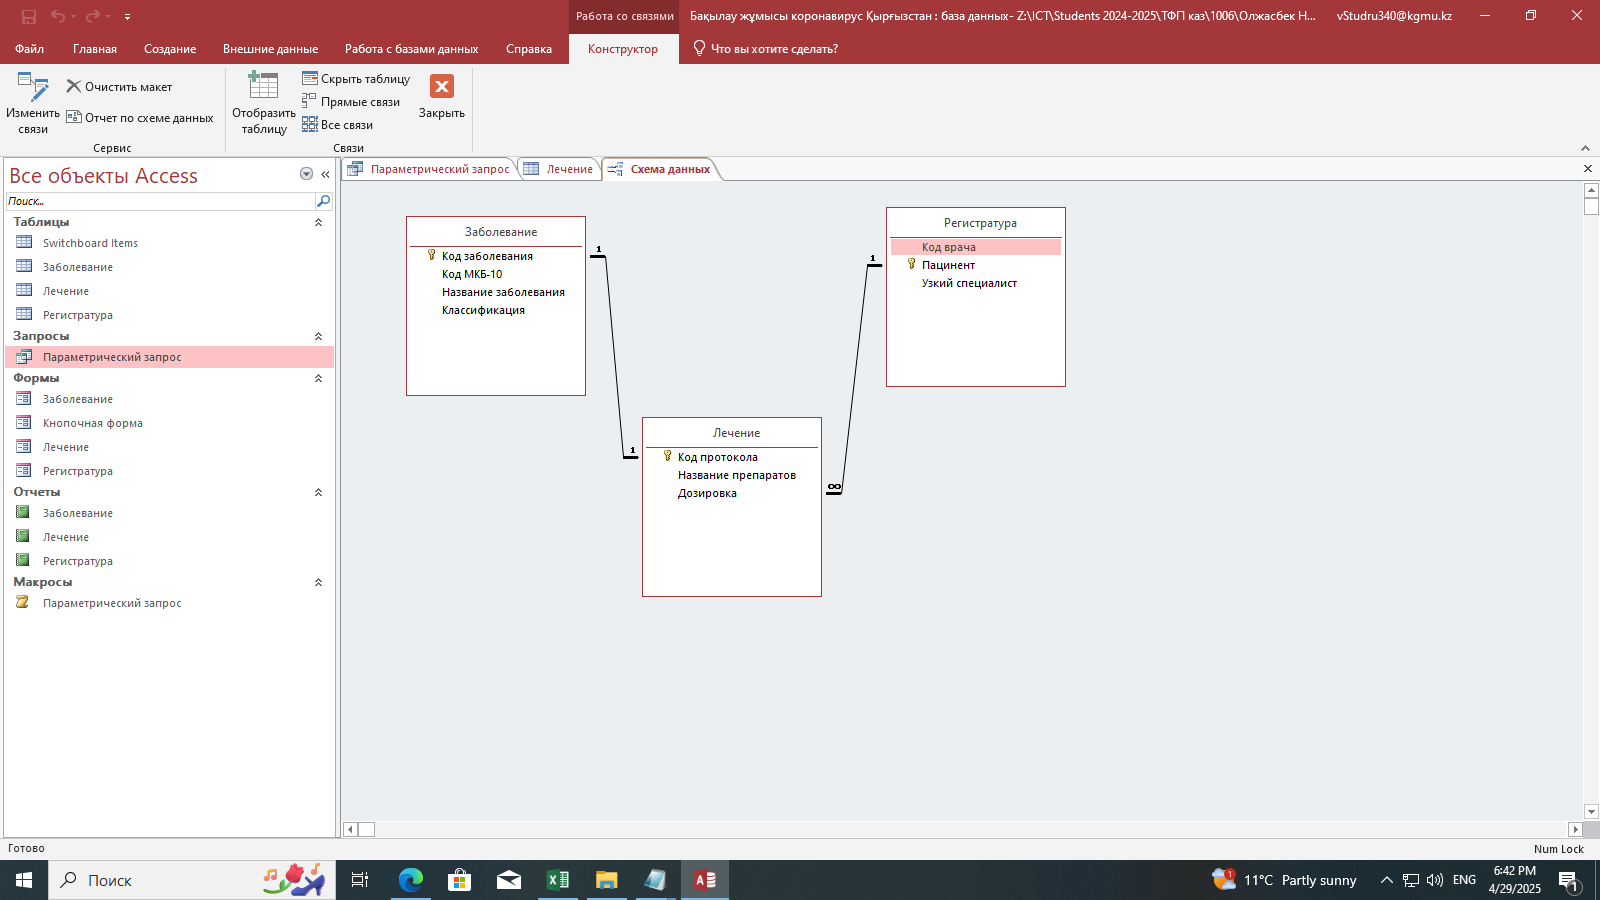 Работа со связями
Бақылау жұмысы коронавирус Қырғызстан : база данных- Z:\ICT\Students 2024-2025\ТФП каз\1006\Олжасбек Н...
vStudru340@kgmu.kz
Файл Главная Создание Внешние данные Работа с базами данных Справка Конструктор Что вы хотите сделать?
Изменить связи
Очистить макет
Отчет по схеме данных
Сервис
Отобразить таблицу
Скрыть таблицу
Прямые связи
Все связи
Связи
Закрыть
Все объекты Access
Поиск...
Таблицы
Switchboard Items
Заболевание
Лечение
Регистратура
Запросы
Параметрический запрос
Формы
Заболевание
Кнопочная форма
Лечение
Регистратура
Отчеты
Заболевание
Лечение
Регистратура
Макросы
Параметрический запрос
Параметрический запрос Лечение Схема данных
Заболевание
Код заболевания
Код МКБ-10
Название заболевания
Классификация
1
1
Лечение
Код протокола
Название препаратов
Дозировка
∞
1
Регистратура
Код врача
Пацинент
Узкий специалист
Готово
Num Lock
Поиск
1
11°C Partly sunny
ENG
6:42 PM
4/29/2025
1